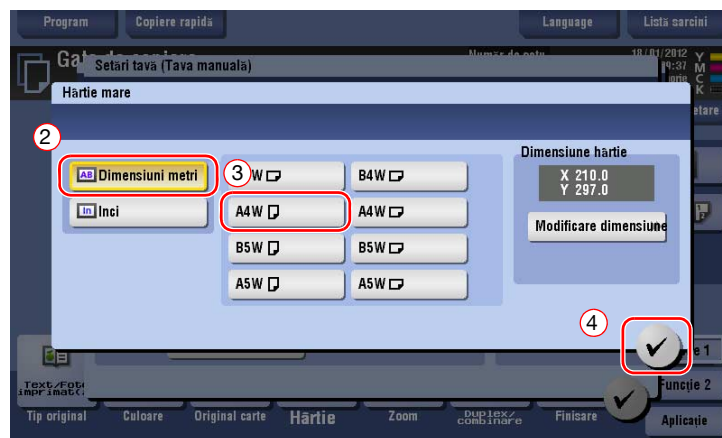 Program Copiere rapidă Language Listă sarcini
18/01/2012
Setări tavă (Tava manuală)
Y
M
C
K
Hârtie mare
2
Dimensiune hârtie
AB Dimensiuni metri 3 W B4W X 210.0
Y 297.0
in Inci A4W A4W
Modificare dimensiune
B5W B5W
A5W A5W
4
Funcție 2
Tip original Culoare Original carte Hârtie Zoom Duplex/
combinare Finisare Aplicație